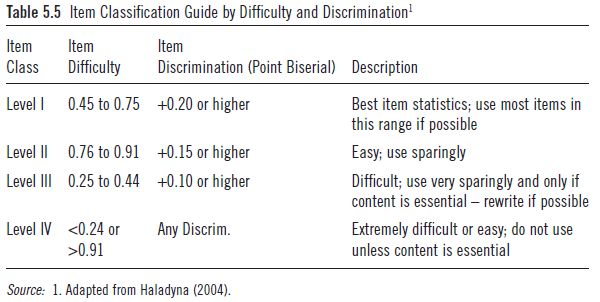 Table 5.5 Item Classification Guide by Difficulty and Discrimination1
Item Item Item
Class Difficulty Discrimination (Point Biserial) Description
Level I 0.45 to 0.75 +0.20 or higher Best item statistics; use most items in
this range if possible
Level II 0.76 to 0.91 +0.15 or higher Easy; use sparingly
Level III 0.25 to 0.44 +0.10 or higher Difficult; use very sparingly and only if
content is essential – rewrite if possible
Level IV <0.24 or Any Discrim. Extremely difficult or easy; do not use
>0.91 unless content is essential
Source: 1. Adapted from Haladyna (2004).